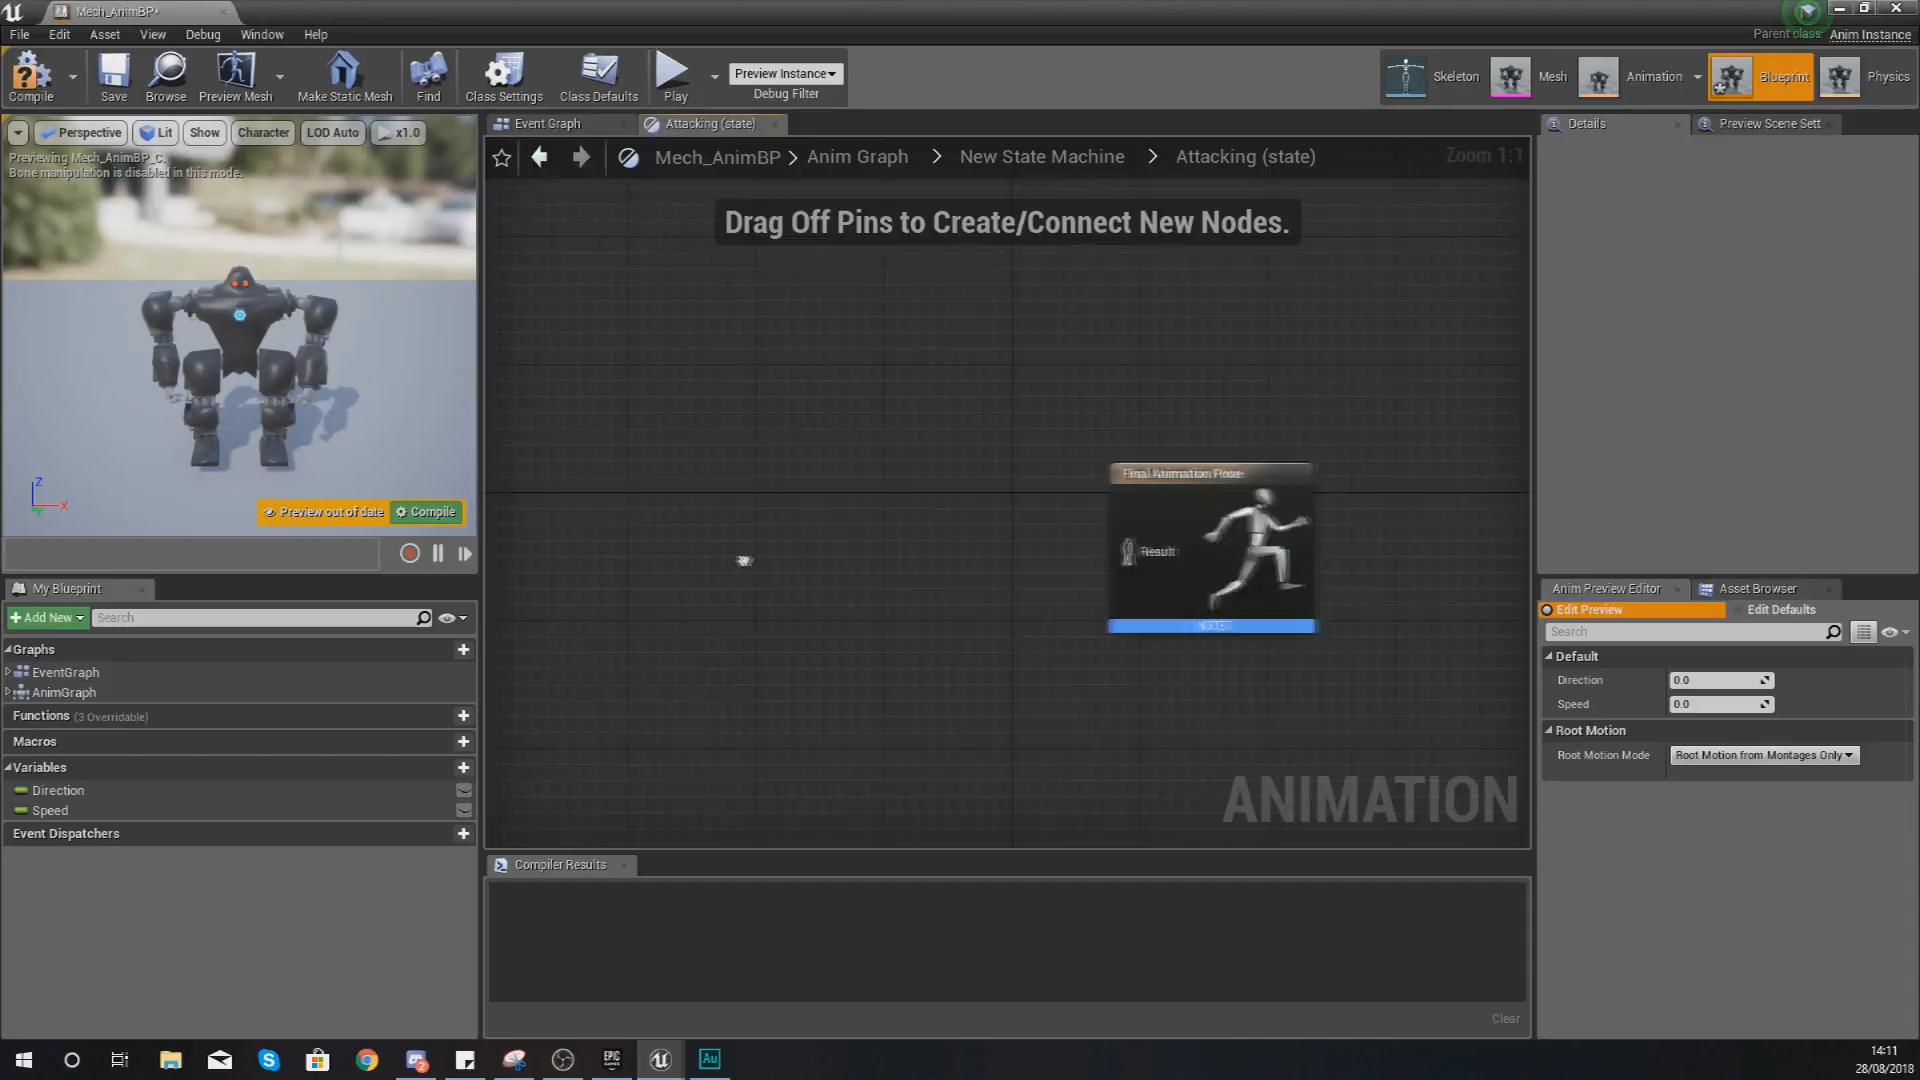 Mech_AnimBP*
File Edit Asset View Debug Window Help
Parent class: Anim Instance
Compile
Save
Browse
Preview Mesh
Make Static Mesh
Find
Class Settings
Class Defaults
Play
Preview Instance
Debug Filter
Skeleton
Mesh
Animation
Blueprint
Physics
Perspective
Lit
Show
Character
LOD Auto
x1.0
Previewing Mech_AnimBP_C.
Bone manipulation is disabled in this mode.
Z
X
Preview out of date
Compile
Event Graph
Attacking (state)
Mech_AnimBP > Anim Graph > New State Machine > Attacking (state)
Zoom 1:1
Drag Off Pins to Create/Connect New Nodes.
Final Animation Pose
Result
ANIMATION
My Blueprint
+Add New
Search
Graphs
EventGraph
AnimGraph
Functions (3 Overridable)
Macros
Variables
Direction
Speed
Event Dispatchers
Compiler Results
Clear
Details
Preview Scene Sett
Anim Preview Editor
Asset Browser
Edit Preview
Edit Defaults
Search
Default
Direction 0.0
Speed 0.0
Root Motion
Root Motion Mode Root Motion from Montages Only
2
EPIC
GAMES
Au
14:11
28/08/2018